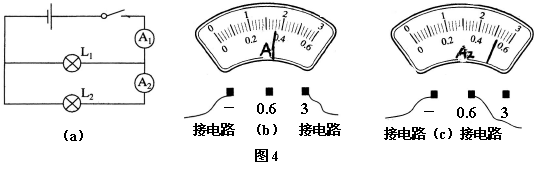 A₁
L₁
A₂
L₂
(a)
0 1 2 3
0 0.2 0.4 0.6
A
— 0.6 3
接电路 (b) 接电路
0 1 2 3
0 0.2 0.4 0.6
A₂
— 0.6 3
接电路 (c) 接电路
图4